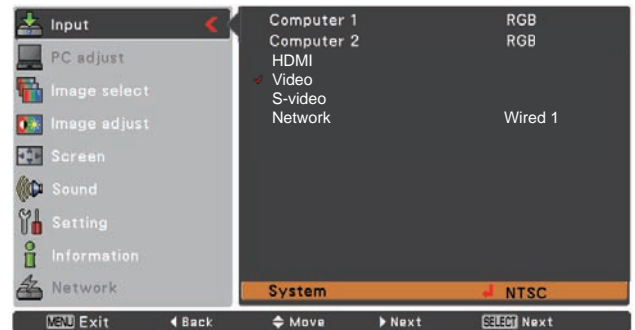 Input
PC adjust
Image select
Image adjust
Screen
Sound
Setting
Information
Network
Computer 1 RGB
Computer 2 RGB
HDMI
Video
S-video
Network Wired 1
System NTSC
MENU Exit Back Move Next SELECT Next